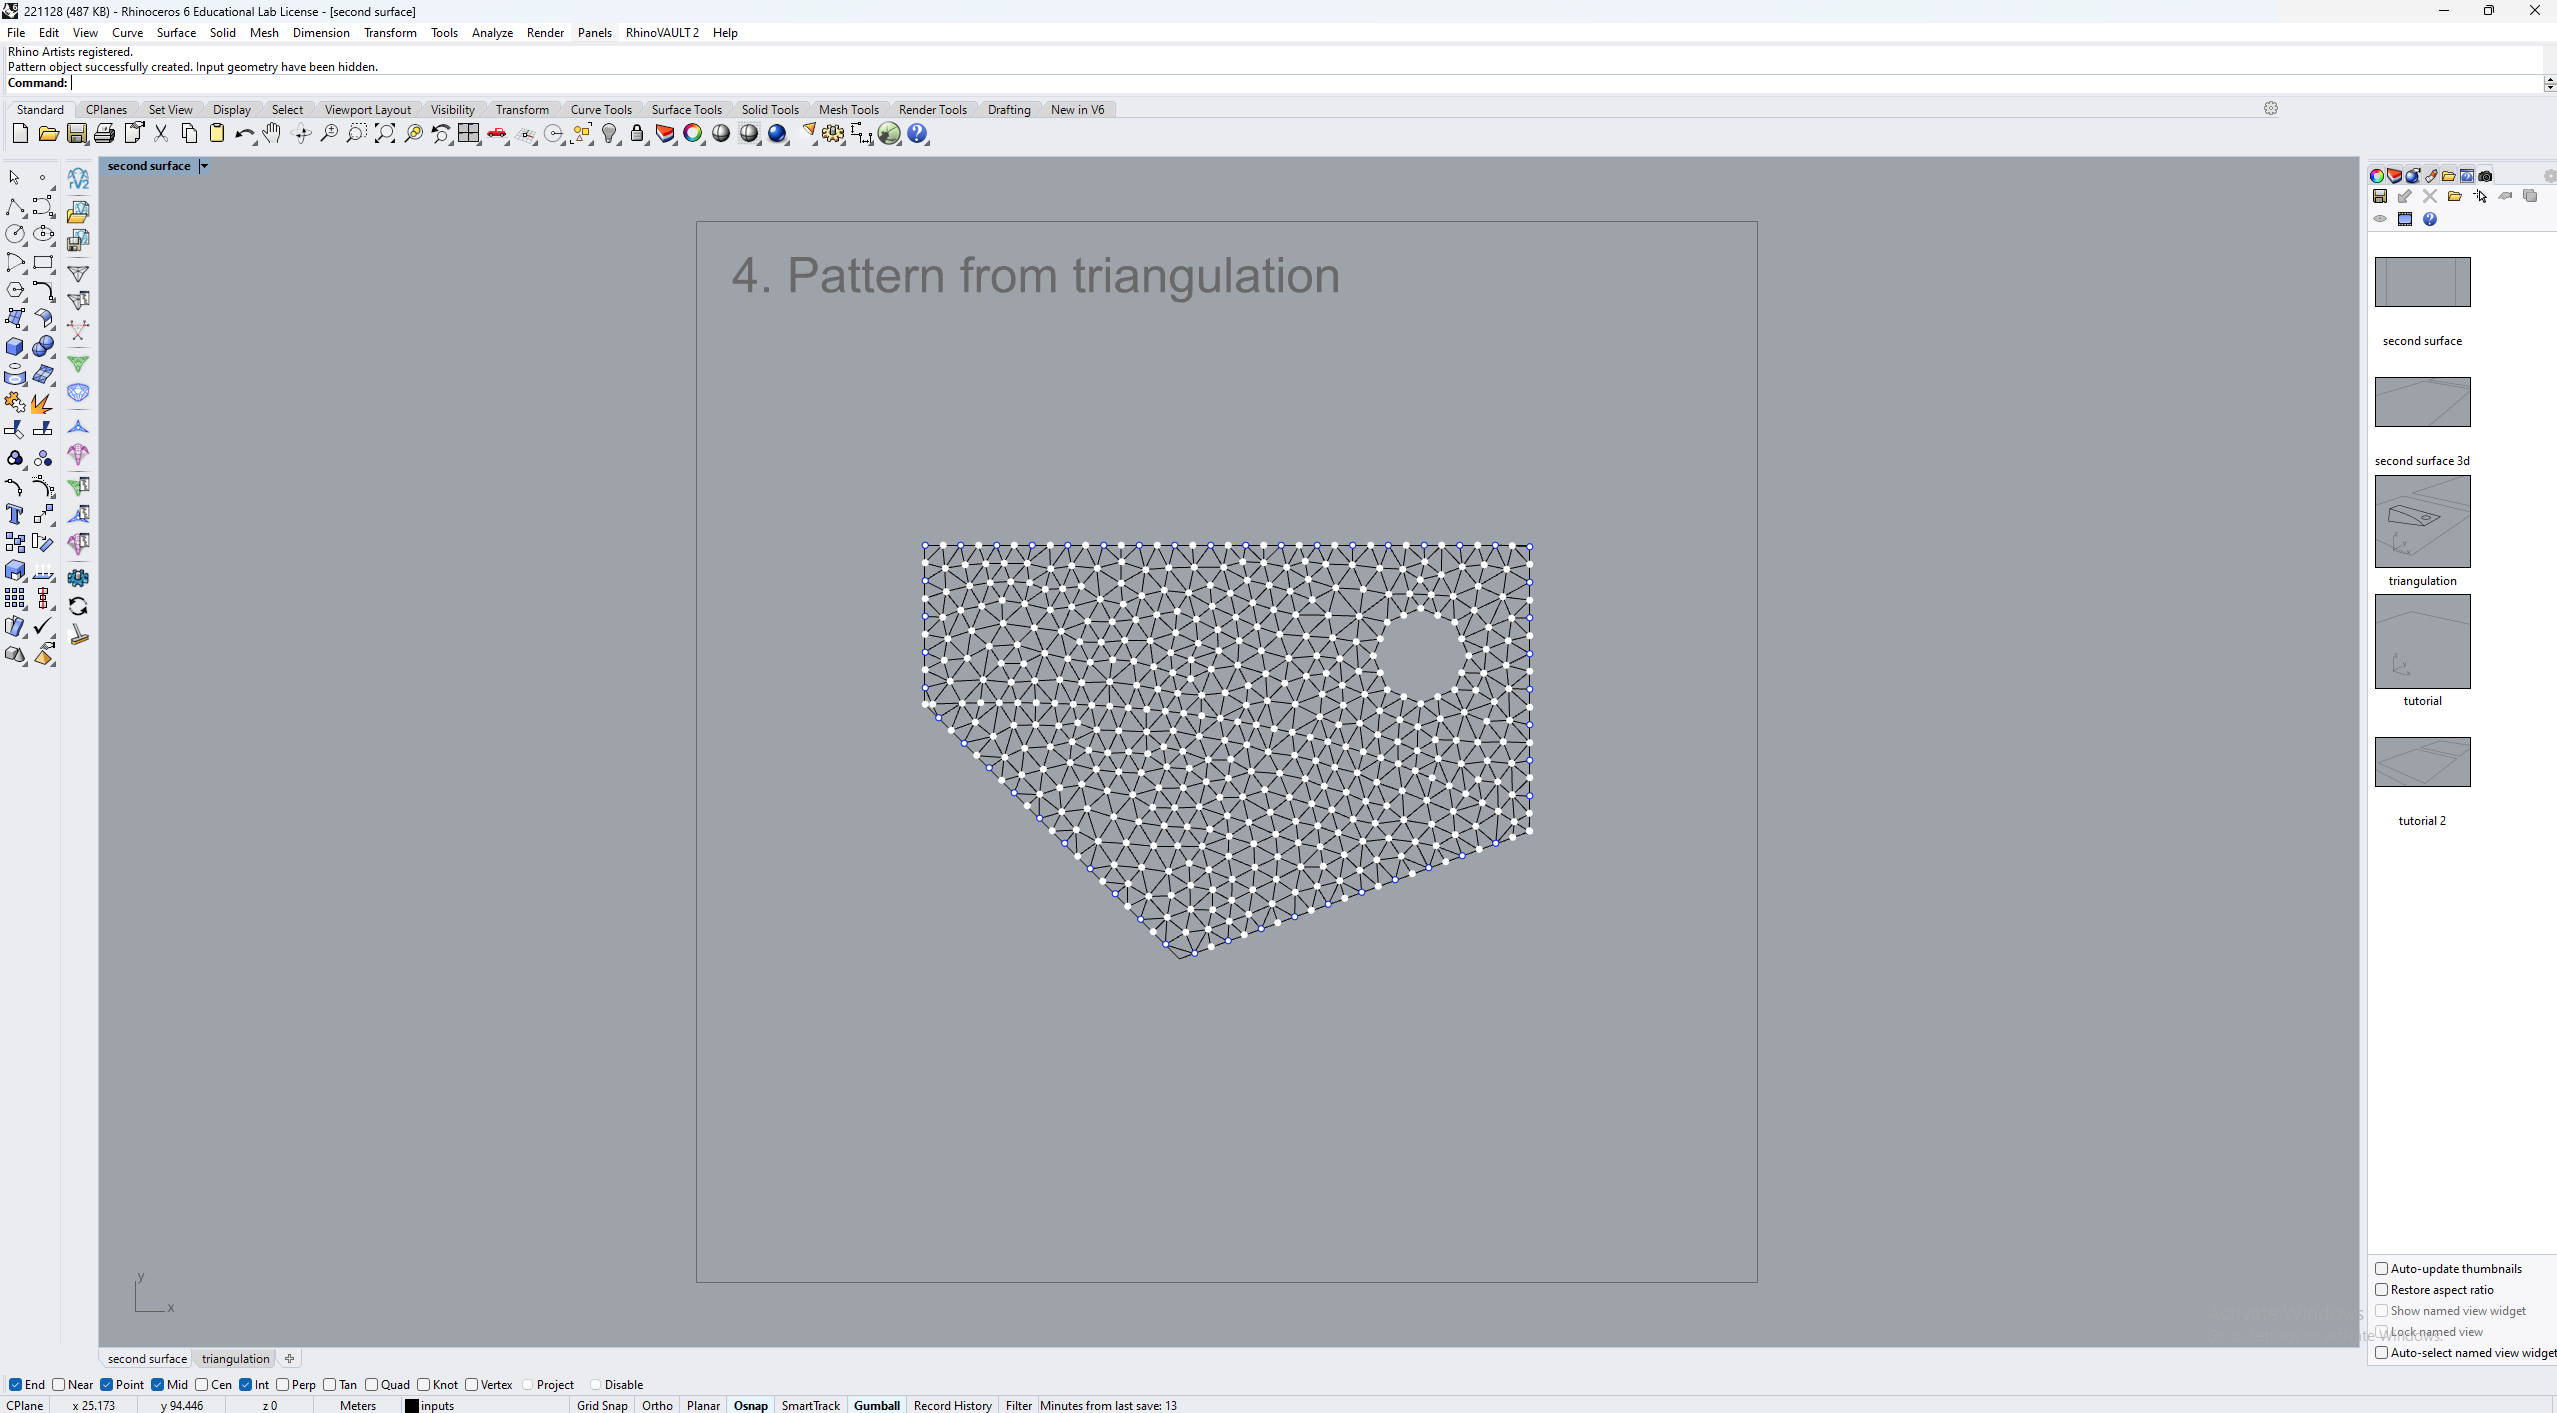 221128 (487 KB) - Rhinoceros 6 Educational Lab License - [second surface]
File Edit View Curve Surface Solid Mesh Dimension Transform Tools Analyze Render Panels RhinoVAULT2 Help
Rhino Artists registered.
Pattern object successfully created. Input geometry have been hidden.
Command:
Standard CPlanes Set View Display Select Viewport Layout Visibility Transform Curve Tools Surface Tools Solid Tools Mesh Tools Render Tools Drafting New in V6
second surface
rV2
4. Pattern from triangulation
second surface
second surface 3d
triangulation
tutorial
tutorial 2
y
x
Auto-update thumbnails
Restore aspect ratio
Show named view widget
Activate Windows
Lock named view
Auto-select named view widget
second surface triangulation
End Near Point Mid Cen Int Perp Tan Quad Knot Vertex Project Disable
CPlane x 25.173 y 94.446 z 0 Meters inputs Grid Snap Ortho Planar Osnap SmartTrack Gumball Record History Filter Minutes from last save: 13